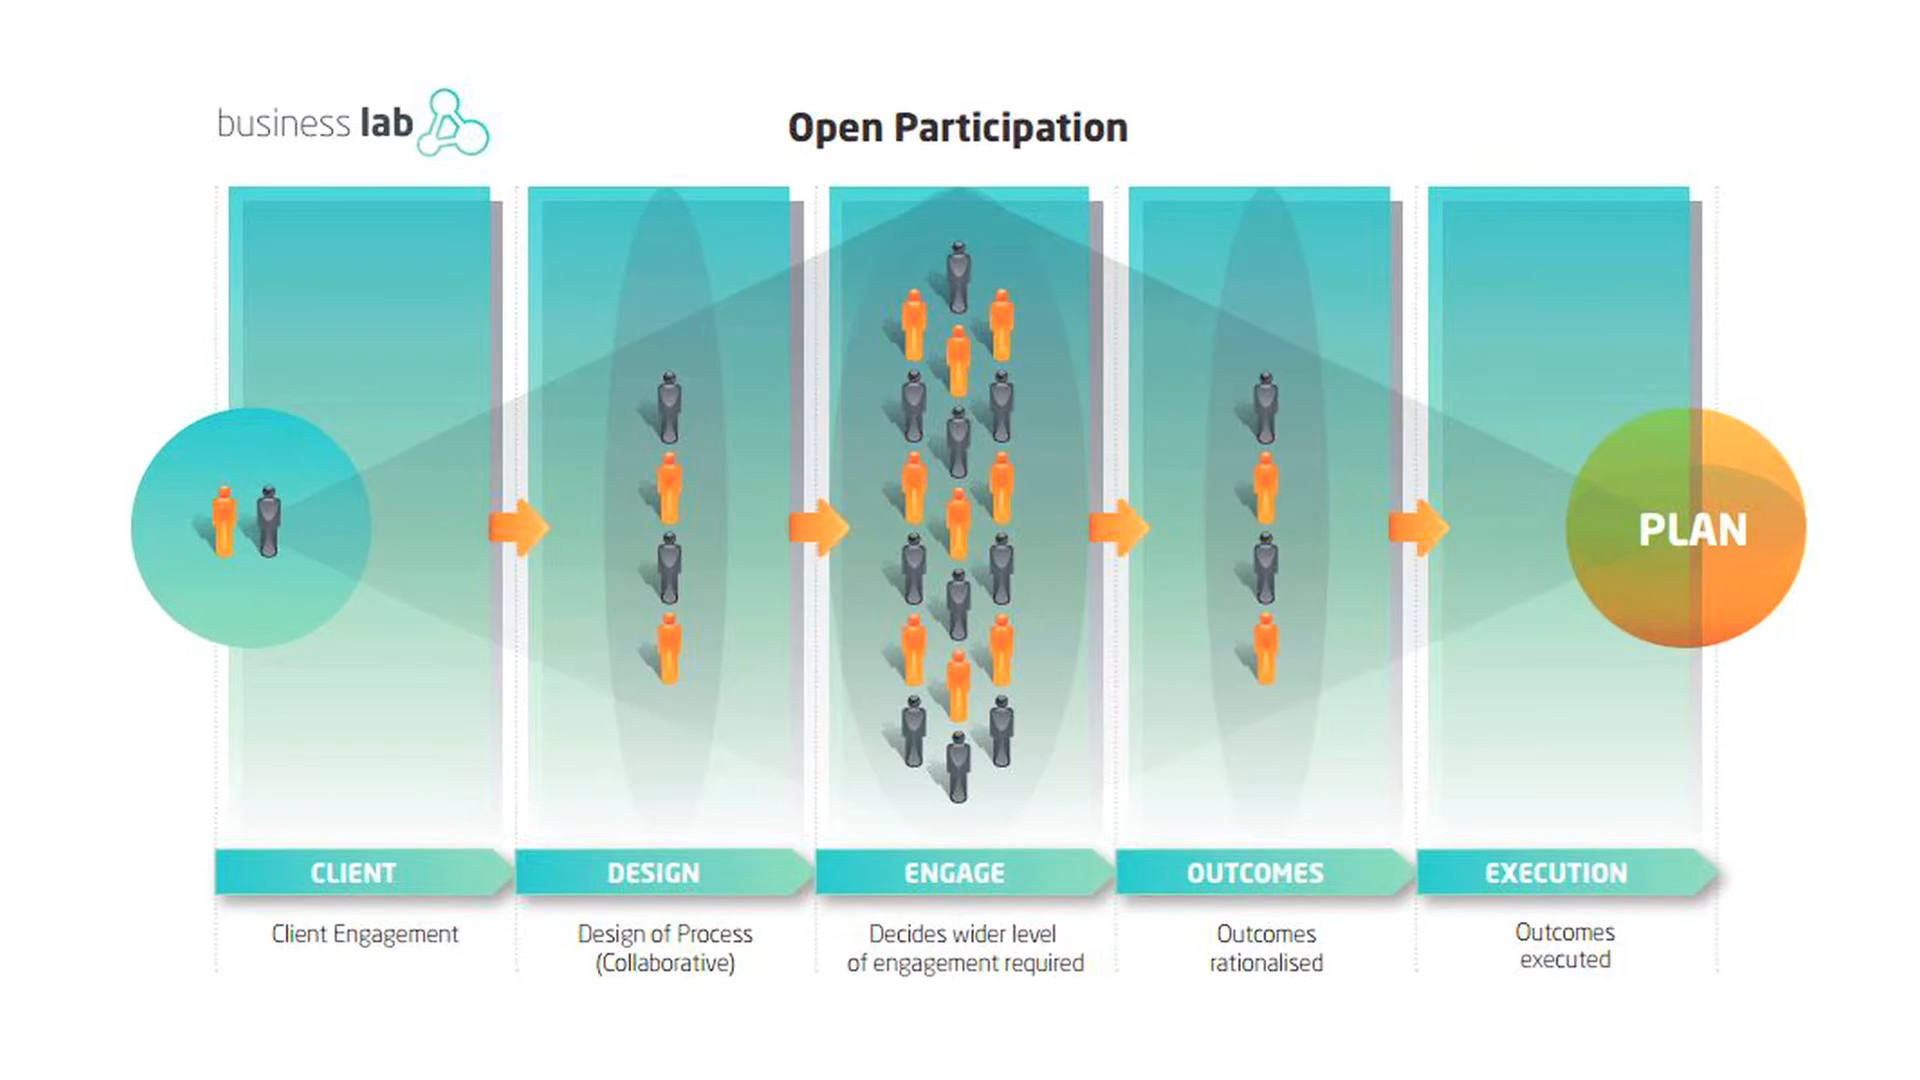 business lab
Open Participation
PLAN
CLIENT
DESIGN
ENGAGE
OUTCOMES
EXECUTION
Client Engagement
Design of Process
(Collaborative)
Decides wider level
of engagement required
Outcomes
rationalised
Outcomes
executed